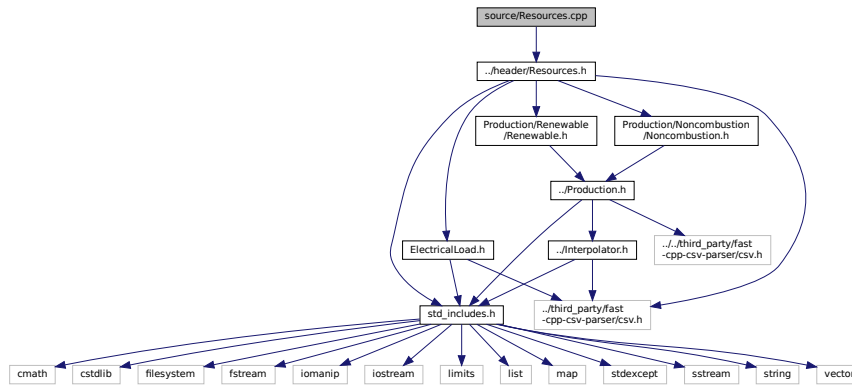 source/Resources.cpp
../header/Resources.h
Production/Renewable
/Renewable.h
Production/Noncombustion
/Noncombustion.h
../Production.h
ElectricalLoad.h
../Interpolator.h
../../third_party/fast
-cpp-csv-parser/csv.h
std_includes.h
../third_party/fast
-cpp-csv-parser/csv.h
cmath
cstdlib
filesystem
fstream
iomanip
iostream
limits
list
map
stdexcept
sstream
string
vector